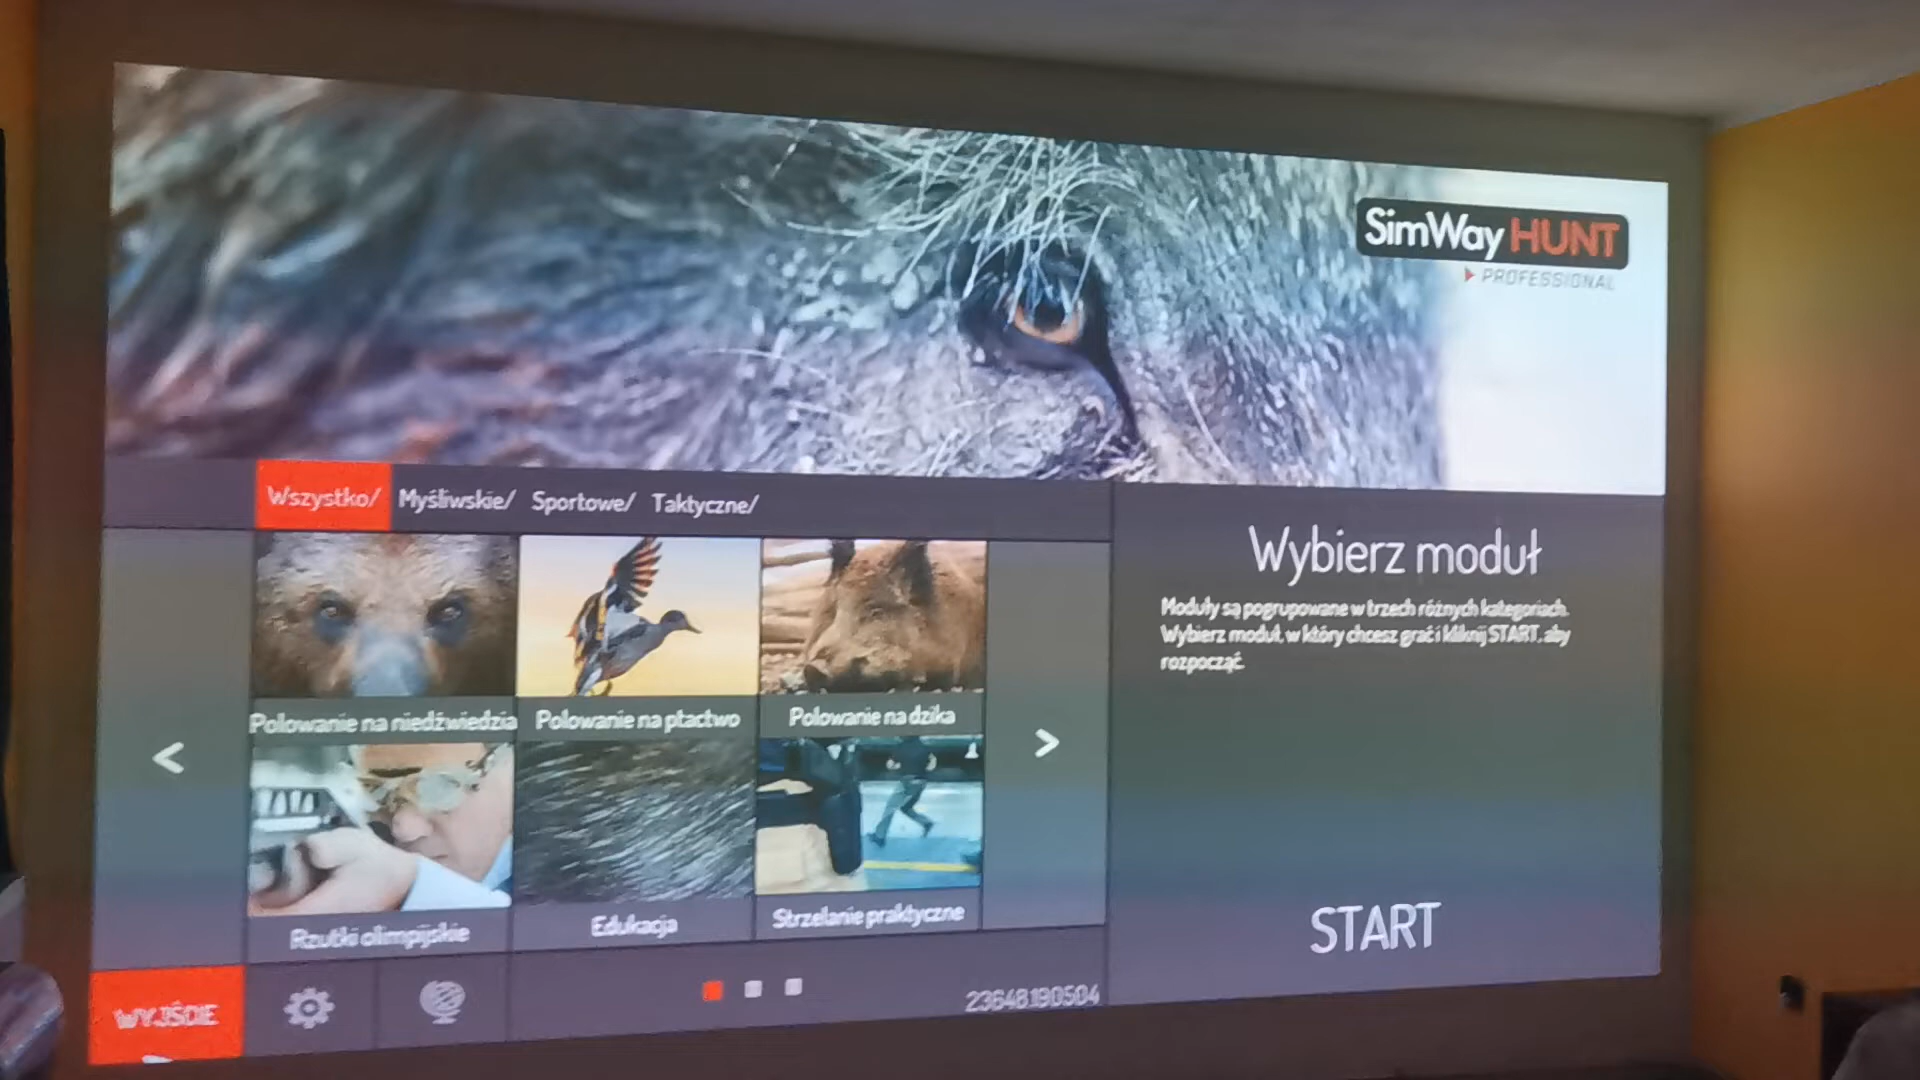 SimWay HUNT
PROFESSIONAL
Wszystko/ Myśliwskie/ Sportowe/ Taktyczne/
Wybierz moduł
Moduły są pogrupowane w trzech różnych kategoriach.
Wybierz moduł, w który chcesz grać i kliknij START, aby
rozpocząć.
Polowanie na niedźwiedzia Polowanie na ptactwo Polowanie na dzika
< >
Rzutki olimpijskie Edukacja Strzelanie praktyczne
START
WYJŚCIE
23648190504